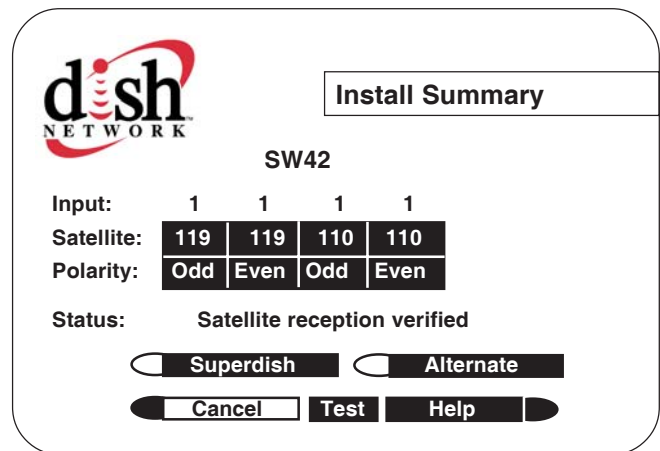 dish
NETWORK
Install Summary
SW42
Input: 1 1 1 1
Satellite: 119 119 110 110
Polarity: Odd Even Odd Even
Status: Satellite reception verified
Superdish Alternate
Cancel Test Help